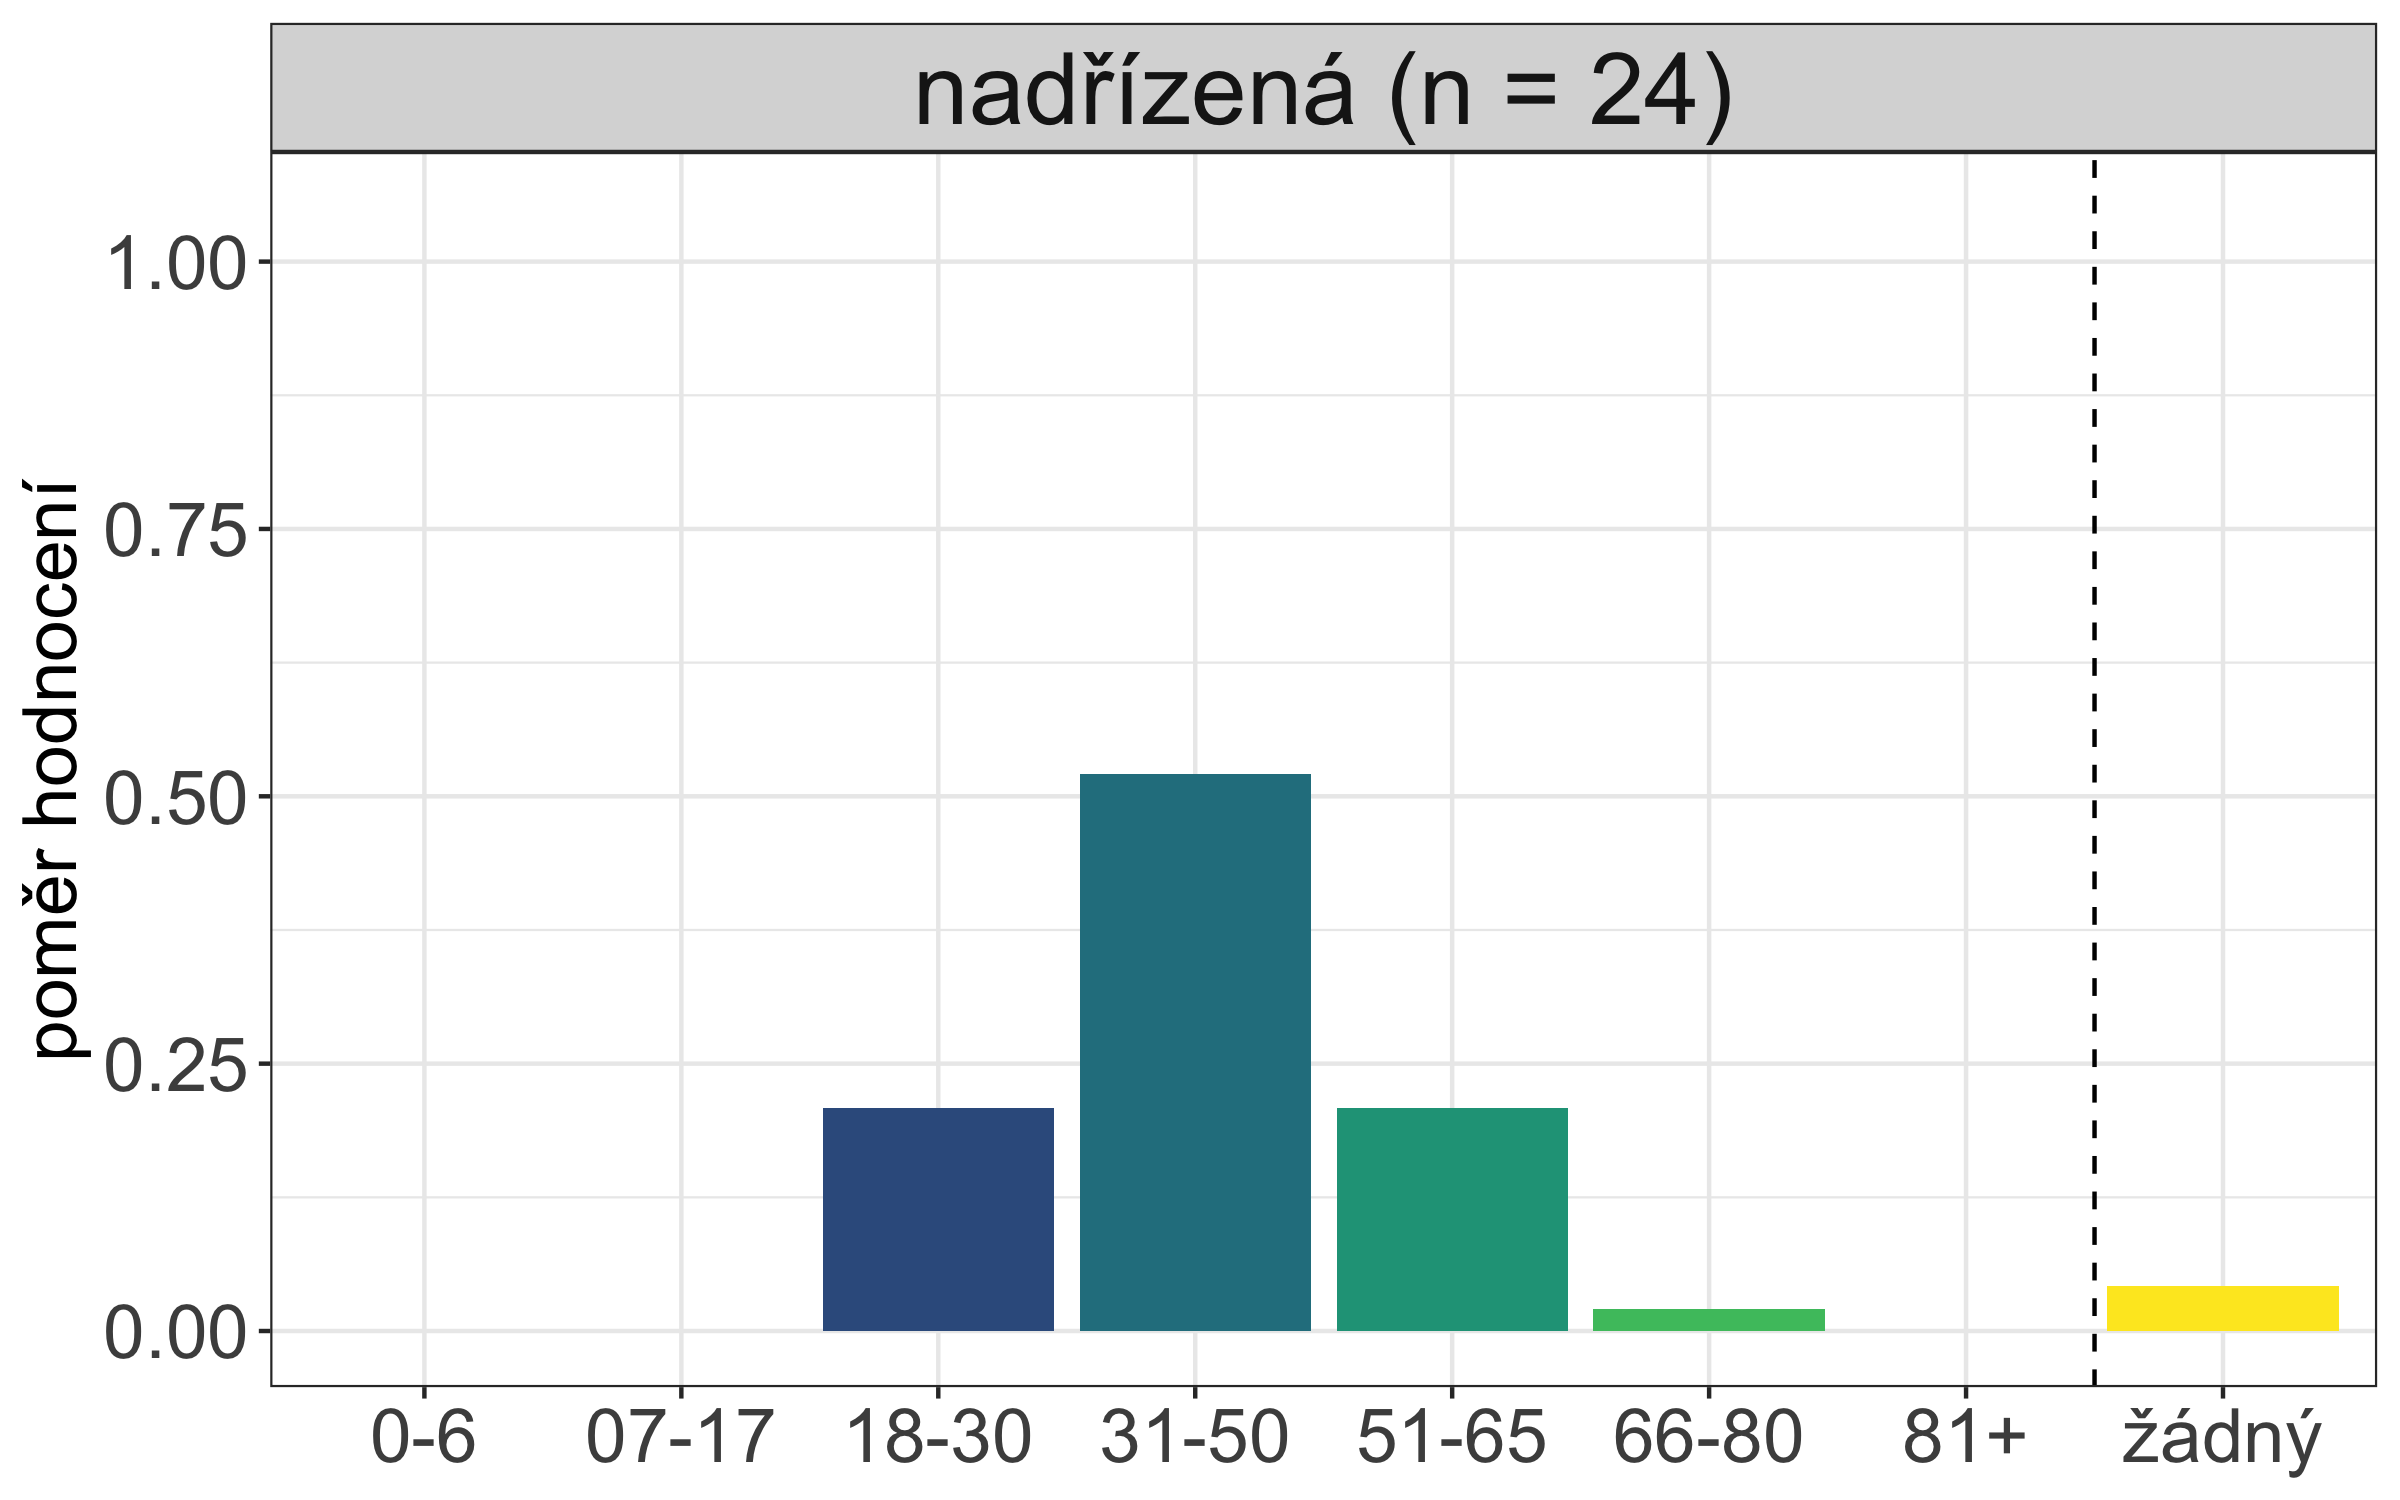 nadřízená (n = 24)
poměr hodnocení
1.00
0.75
0.50
0.25
0.00
0-6 07-17 18-30 31-50 51-65 66-80 81+ žádný